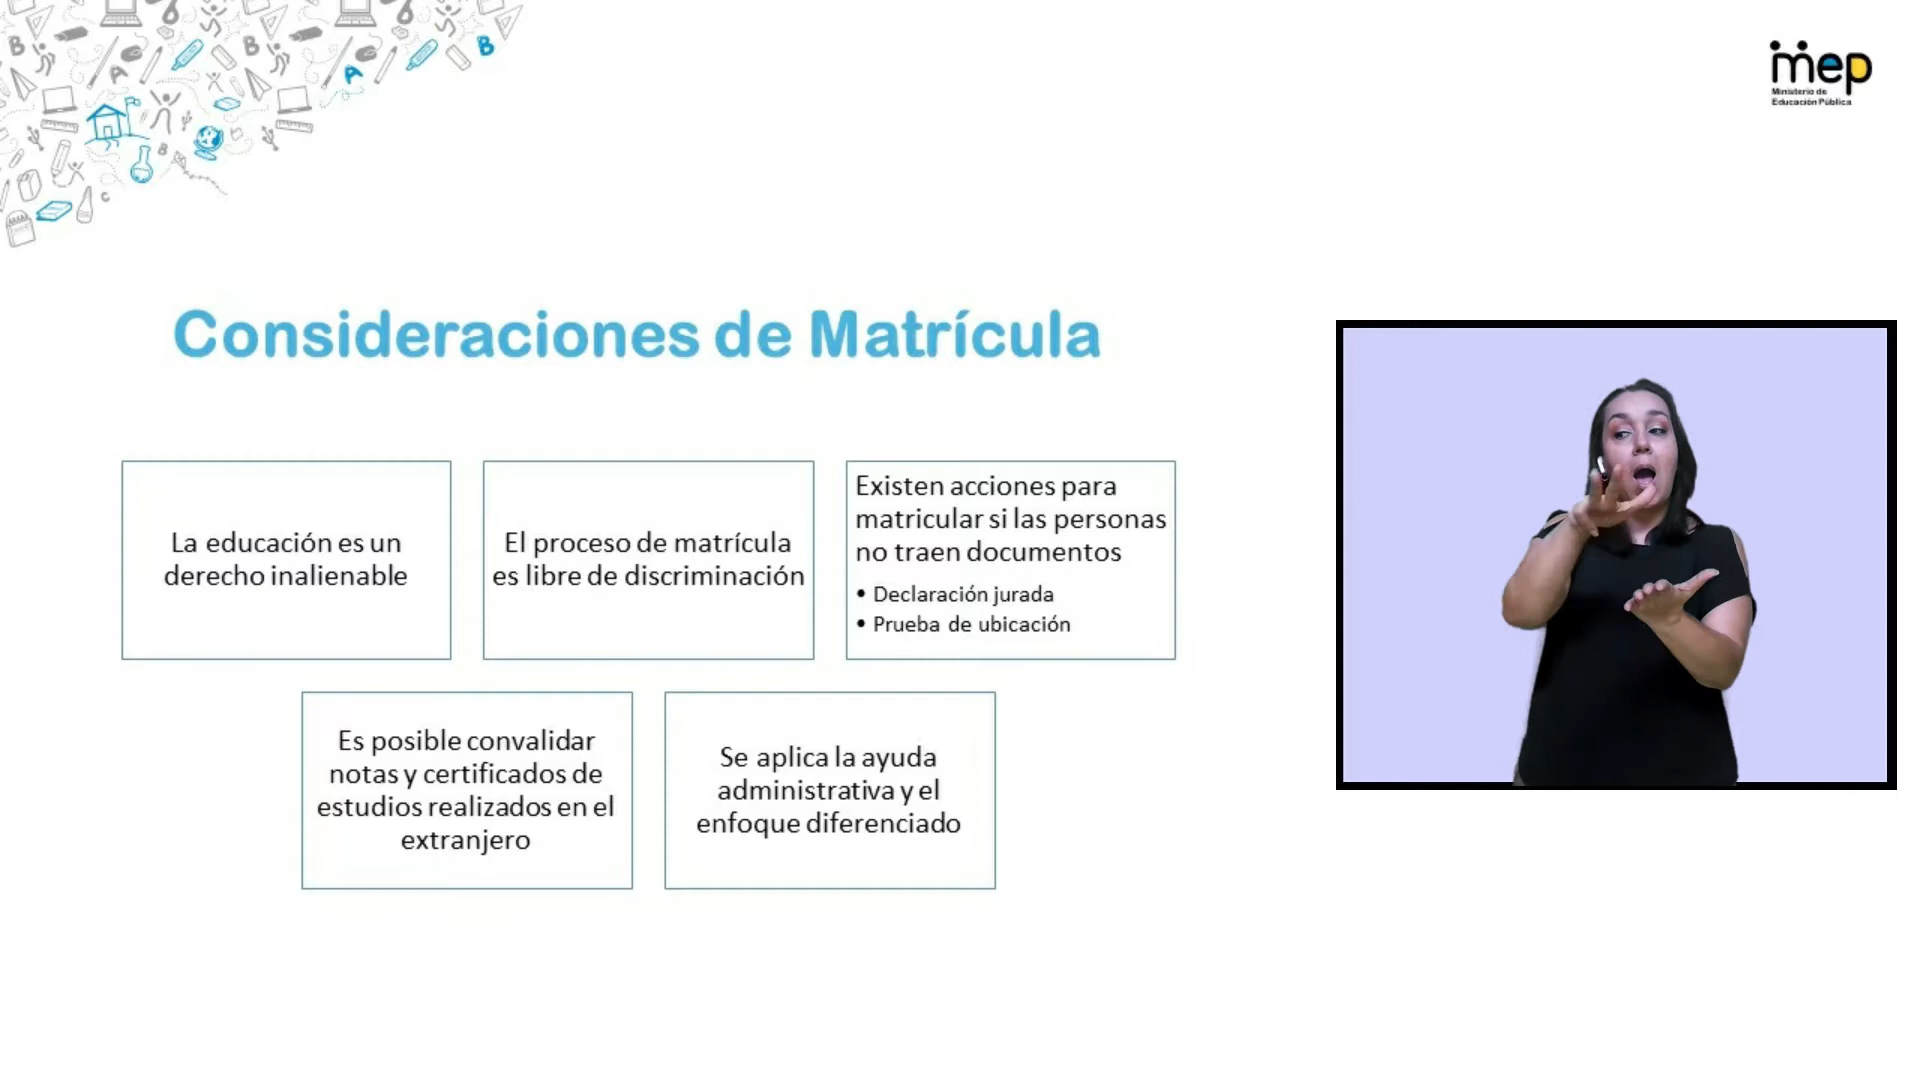 mep
Ministerio de
Educación Pública
Consideraciones de Matrícula
La educación es un
derecho inalienable
El proceso de matrícula
es libre de discriminación
Existen acciones para
matricular si las personas
no traen documentos
• Declaración jurada
• Prueba de ubicación
Es posible convalidar
notas y certificados de
estudios realizados en el
extranjero
Se aplica la ayuda
administrativa y el
enfoque diferenciado